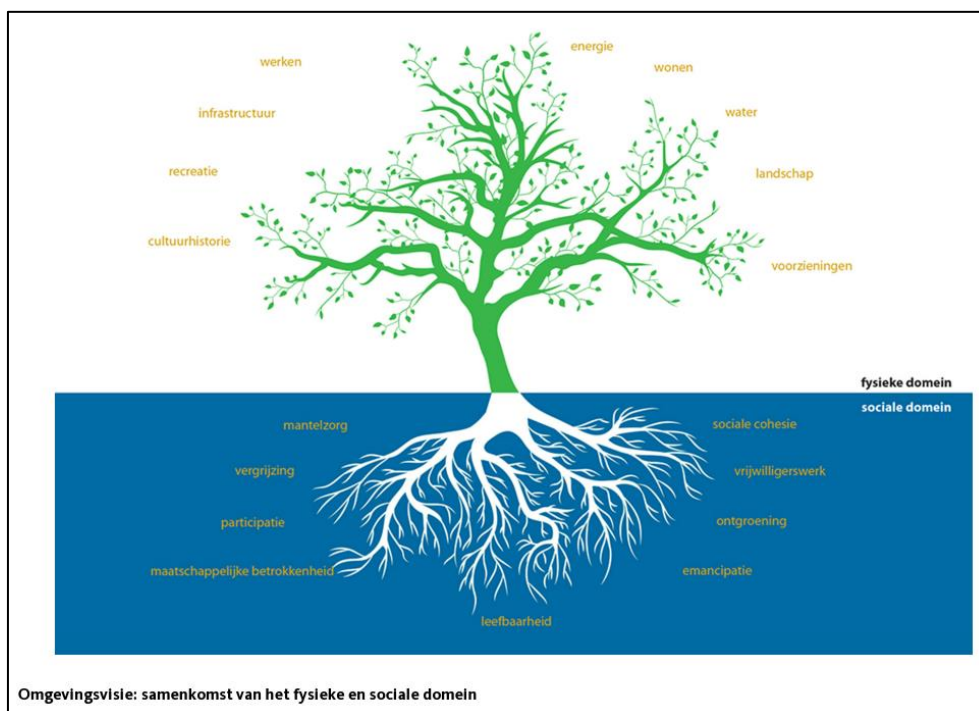 energie
werken
wonen
infrastructuur
water
recreatie
landschap
cultuurhistorie
voorzieningen
fysieke domein
sociale domein
mantelzorg
sociale cohesie
vergrijzing
vrijwilligerswerk
participatie
ontgroening
maatschappelijke betrokkenheid
emancipatie
leefbaarheid
Omgevingsvisie: samenkomst van het fysieke en sociale domein